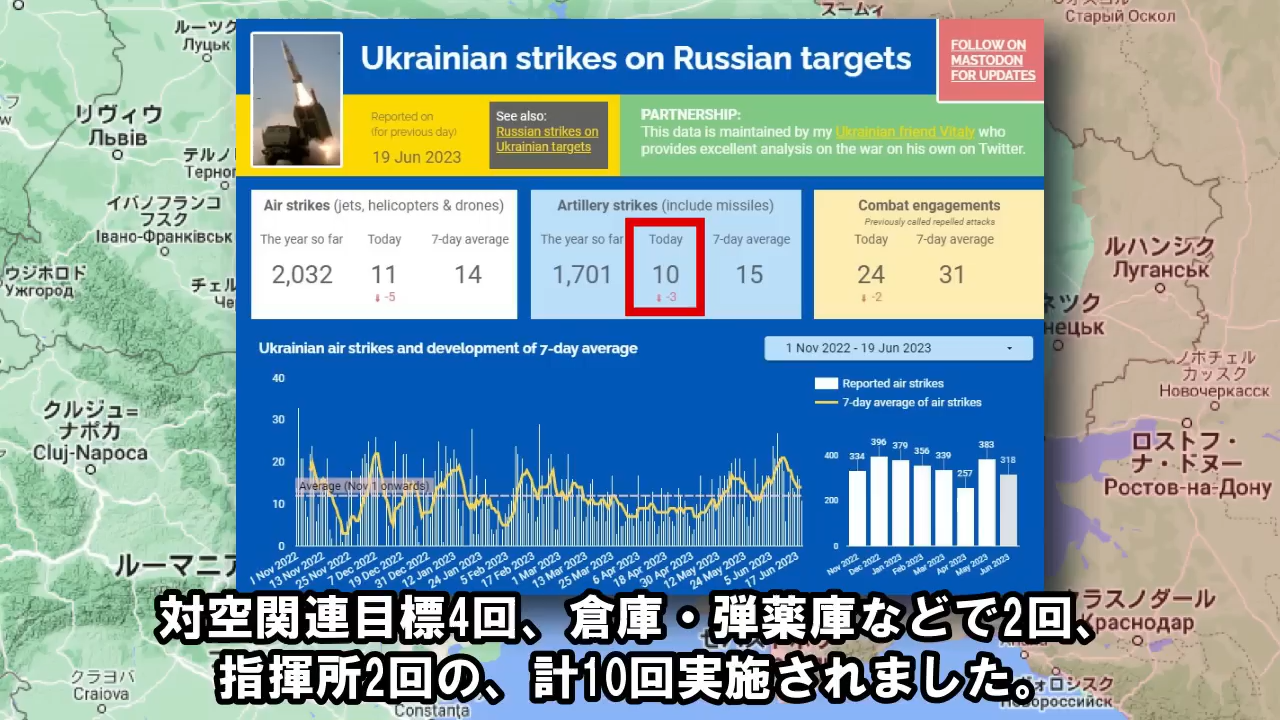 Ukrainian strikes on Russian targets
FOLLOW ON
MASTODON
FOR UPDATES
Reported on
(for previous day)
19 Jun 2023
See also:
Russian strikes on
Ukrainian targets
PARTNERSHIP:
This data is maintained by my Ukrainian friend Vitaly who
provides excellent analysis on the war on his own on Twitter.
Air strikes (jets, helicopters & drones)
The year so far Today 7-day average
2,032 11 14
-5
Artillery strikes (include missiles)
The year so far Today 7-day average
1,701 10 15
-3
Combat engagements
Previously called repelled attacks
Today 7-day average
24 31
-2
Ukrainian air strikes and development of 7-day average
1 Nov 2022 - 19 Jun 2023
40
30
20
10
0
Average (Nov 1 onwards)
1 Nov 2022
13 Nov 2022
25 Nov 2022
7 Dec 2022
19 Dec 2022
31 Dec 2022
12 Jan 2023
24 Jan 2023
5 Feb 2023
17 Feb 2023
1 Mar 2023
13 Mar 2023
25 Mar 2023
6 Apr 2023
18 Apr 2023
30 Apr 2023
12 May 2023
24 May 2023
5 Jun 2023
17 Jun 2023
Reported air strikes
7-day average of air strikes
400
200
0
334
396
379
356
339
257
383
318
Nov 2022
Dec 2022
Jan 2023
Feb 2023
Mar 2023
Apr 2023
May 2023
Jun 2023
ルーツク
Луцьк
リヴィウ
Львів
テルノ
Терно
イバノフランコ
フスク
Івано-Франківськ
ウジホロド
Ужгород
チェル
Че
クルジュ=
ナポカ
Cluj-Napoca
ルーマニア
クラヨバ
Craiova
Constanța
スームィ
Старый Оскол
ルハンシク
Луганськ
ネツク
нецьк
ノボチェル
カッスク
Новочеркасск
ロストフ・
ナ・ドヌー
Ростов-на-Дону
ラスノダール
Краснодар
ォロシスク
Новороссийск
対空関連目標4回、倉庫・弾薬庫などで2回、
指揮所2回の、計10回実施されました。